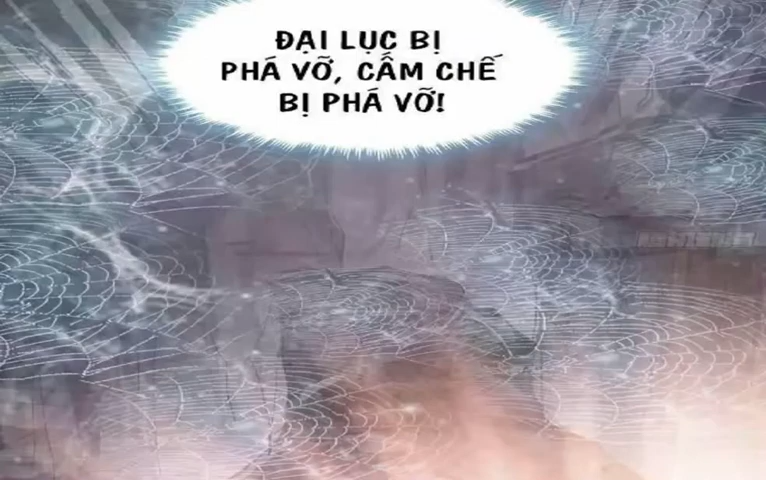 ĐẠI LỤC BỊ
PHÁ VỠ, CẤM CHẾ
BỊ PHÁ VỠ!